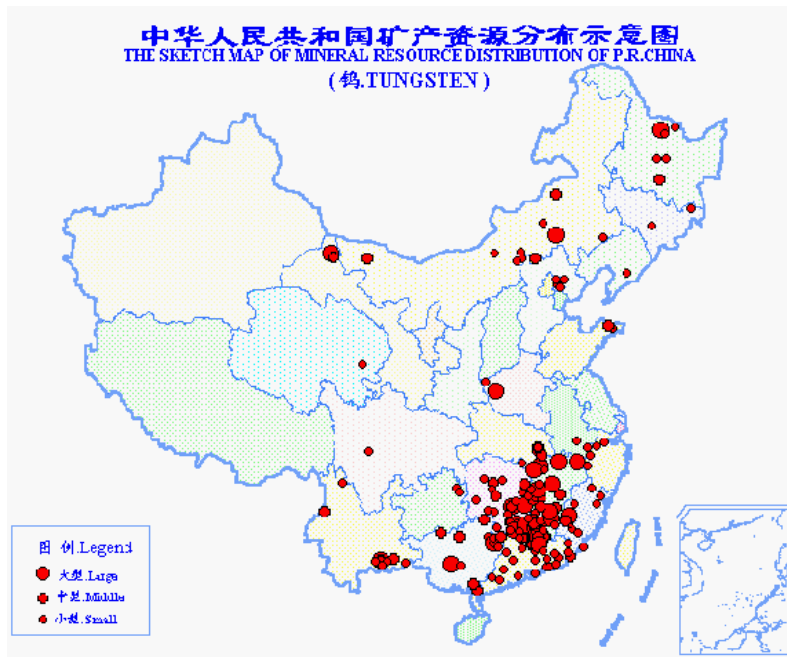 中华人民共和国矿产资源分布示意图
THE SKETCH MAP OF MINERAL RESOURCE DISTRIBUTION OF P.R.CHINA
(钨.TUNGSTEN)
图 例.Legend
大型.Large
中型.Middle
小型.Small